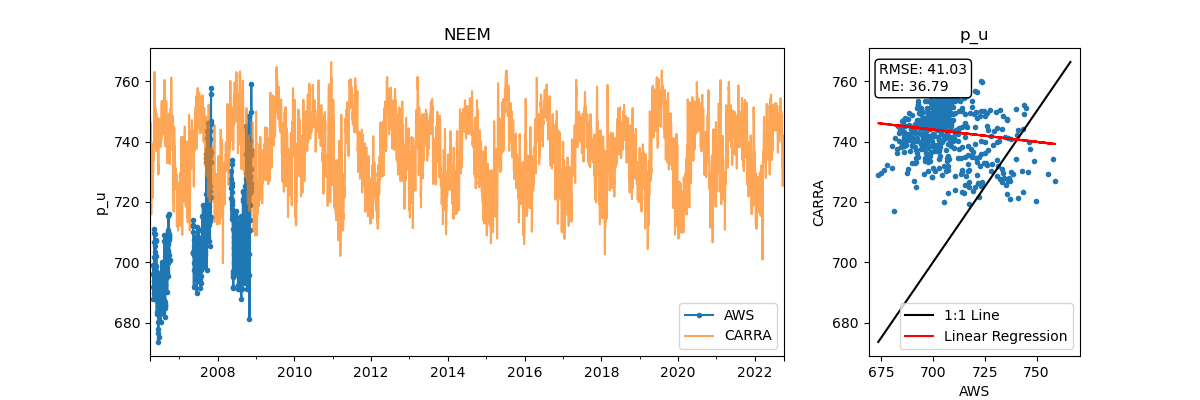 NEEM
p_u
760
740
720
700
680
2008
2010
2012
2014
2016
2018
2020
2022
AWS
CARRA
p_u
CARRA
760
740
720
700
680
RMSE: 41.03
ME: 36.79
1:1 Line
Linear Regression
675
700
725
750
AWS